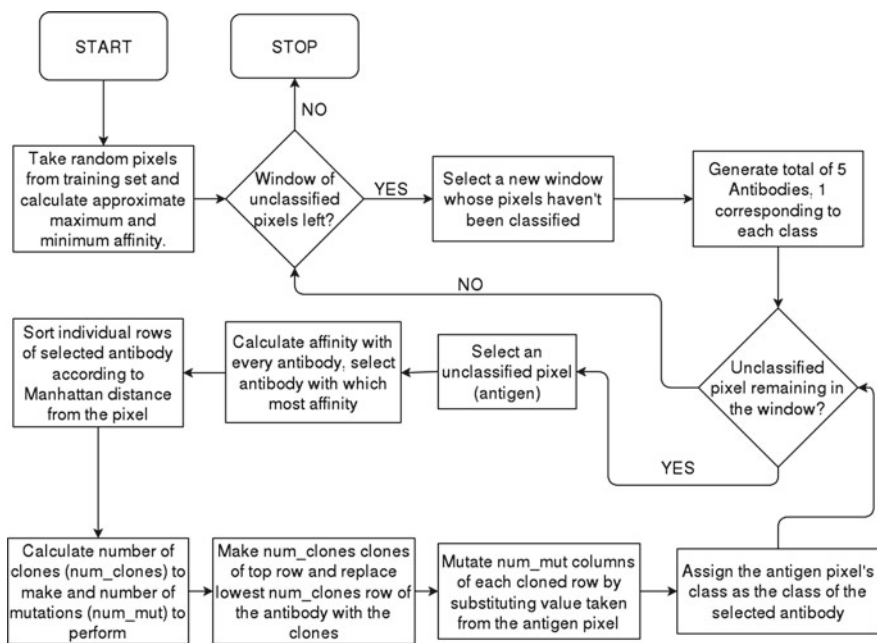 START
STOP
NO
Take random pixels
from training set and
calculate approximate
maximum and
minimum affinity.
Window of
unclassified
pixels left?
YES
Select a new window
whose pixels haven't
been classified
Generate total of 5
Antibodies, 1
corresponding to
each class
NO
Unclassified
pixel remaining in
the window?
YES
Select an
unclassified pixel
(antigen)
Calculate affinity with
every antibody, select
antibody with which
most affinity
Sort individual rows
of selected antibody
according to
Manhattan distance
from the pixel
Calculate number of
clones (num_clones) to
make and number of
mutations (num_mut) to
perform
Make num_clones clones
of top row and replace
lowest num_clones row of
the antibody with the
clones
Mutate num_mut columns
of each cloned row by
substituting value taken
from the antigen pixel
Assign the antigen pixel's
class as the class of the
selected antibody